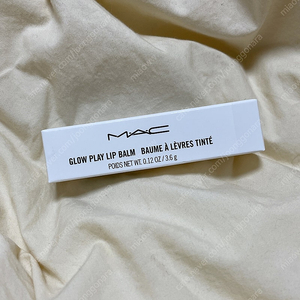 MAC
GLOW PLAY LIP BALM BAUME À LÈVRES TINTÉ
POIDS NET WT. 0.12 OZ / 3.6 g